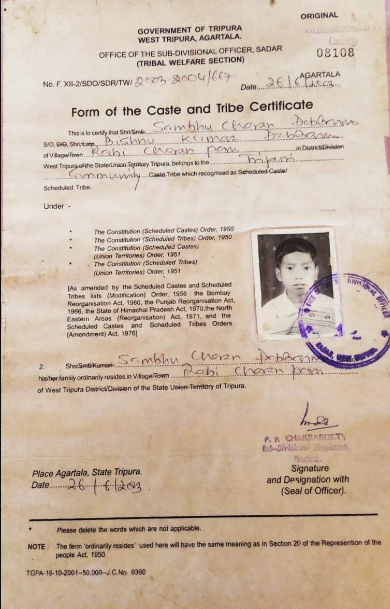 ORIGINAL
GOVERNMENT OF TRIPURA
WEST TRIPURA, AGARTALA.
OFFICE OF THE SUB-DIVISIONAL OFFICER, SADAR
(TRIBAL WELFARE SECTION)
08108
No. F. XII-2/SDO/SDR/TW/ 2003-2004/667
AGARTALA
Date 26/6/2003
Form of the Caste and Tribe Certificate
This is to certify that Shri/Smt. Sambhu Charan DebBarma
S/O, D/O, Shri/Late Bishnu Kumar DebBarma
of Village/Town Rabi Charan para in District/Division
West Tripura of the State/Union Territory Tripura, belongs to the
Community Caste Tribe which recognised as Scheduled Caste/
Scheduled Tribe.
Under -
* The Constitution (Scheduled Castes) Order, 1950
* The Constitution (Scheduled Tribes) Order, 1950
* The Constitution (Scheduled Castes)
(Union Territories) Order, 1951
* The Constitution (Scheduled Tribes)
(Union Territories) Order, 1951
[As amended by the Scheduled Castes and Scheduled
Tribes lists (Modification) Order, 1956 the Bombay
Reorganisation Act, 1960, the Punjab Reorganisation Act,
1966, the State of Himachal Pradesh Act, 1970,the North
Eastern Areas (Reorganisation) Act, 1971, and the
Scheduled Castes and Scheduled Tribes Orders
(Amendment) Act, 1976]
2. Shri/Smti/Kumari Sambhu Charan DebBarma
his/her family ordinarily resides in Village/Town Rabi Charan para
of West Tripura District/Division of the State Union Territory of Tripura.
P. K. CHAKRABORTY
Sub-Divisional Magistrate
Sadar.
Place Agartala, State Tripura.
Date 26/6/2003
Signature
and Designation with
(Seal of Officer).
* Please delete the words which are not applicable.
NOTE : The term 'ordinarily resides' used here will have the same meaning as in Section 20 of the Represention of the
people Act, 1950.
TGPA-16-10-2001-50,000-J.C.No. 9360